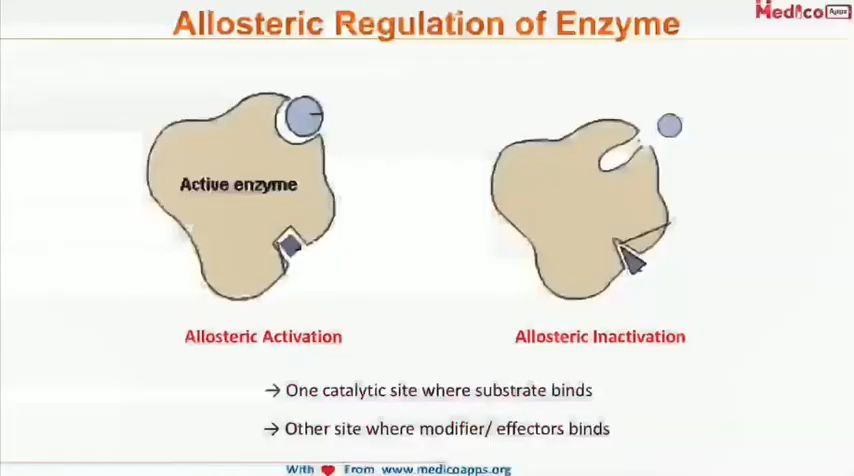 Allosteric Regulation of Enzyme
Medico Apps
Active enzyme
Allosteric Activation
Allosteric Inactivation
→ One catalytic site where substrate binds
→ Other site where modifier/ effectors binds
With ❤ From www.medicoapps.org